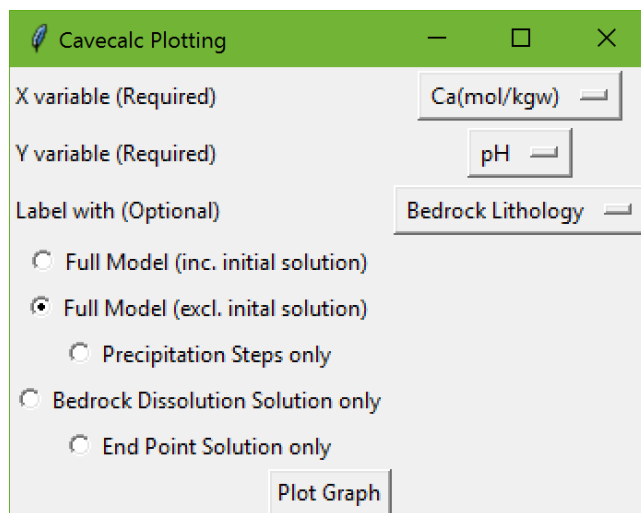 Cavecalc Plotting
X variable (Required) Ca(mol/kgw)
Y variable (Required) pH
Label with (Optional) Bedrock Lithology
Full Model (inc. initial solution)
Full Model (excl. inital solution)
Precipitation Steps only
Bedrock Dissolution Solution only
End Point Solution only
Plot Graph